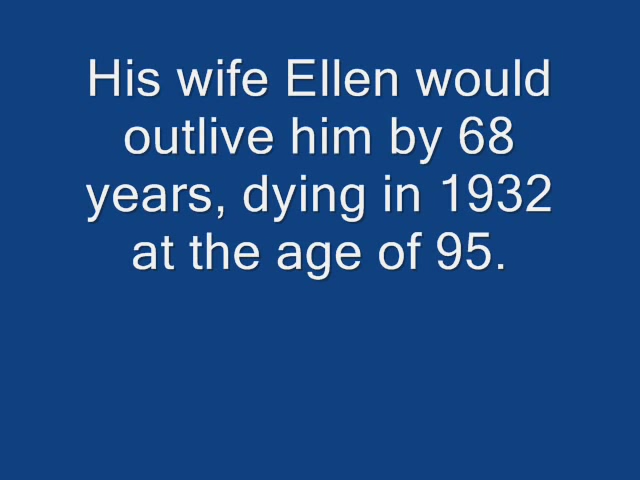 His wife Ellen would
outlive him by 68
years, dying in 1932
at the age of 95.